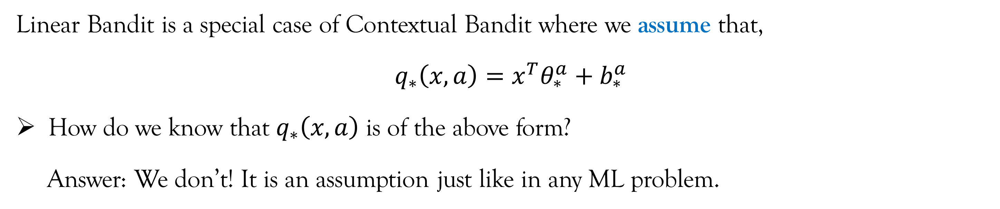 Linear Bandit is a special case of Contextual Bandit where we assume that,
q_*(x, a) = x^T θ_*^a + b_*^a
➢ How do we know that q_*(x, a) is of the above form?
Answer: We don't! It is an assumption just like in any ML problem.